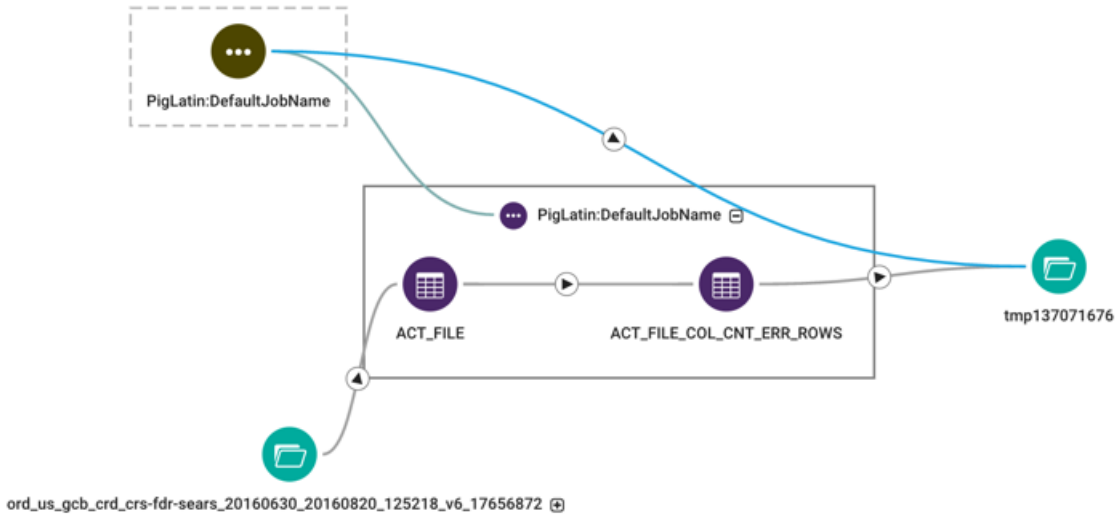 PigLatin:DefaultJobName
PigLatin:DefaultJobName
ACT_FILE
ACT_FILE_COL_CNT_ERR_ROWS
tmp137071676
ord_us_gcb_crd_crs-fdr-sears_20160630_20160820_125218_v6_17656872